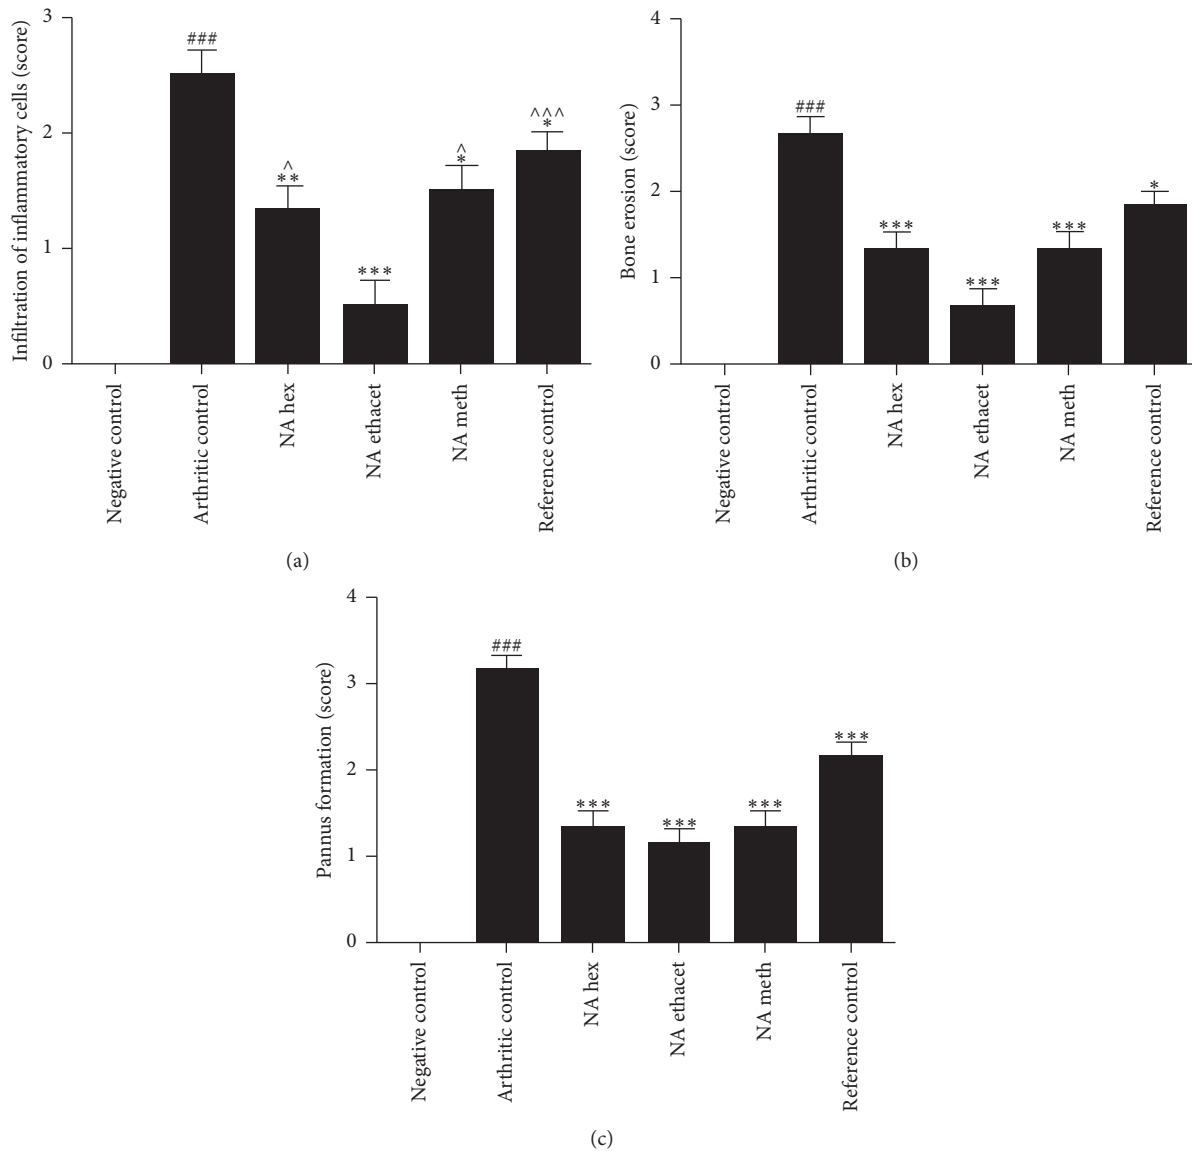 Infiltration of inflammatory cells (score)
3
2
1
0
###
^
**
***
^
*
^^^
*
Negative control
Arthritic control
NA hex
NA ethacet
NA meth
Reference control
(a)
Bone erosion (score)
4
3
2
1
0
###
***
***
***
*
Negative control
Arthritic control
NA hex
NA ethacet
NA meth
Reference control
(b)
Pannus formation (score)
4
3
2
1
0
###
***
***
***
***
Negative control
Arthritic control
NA hex
NA ethacet
NA meth
Reference control
(c)